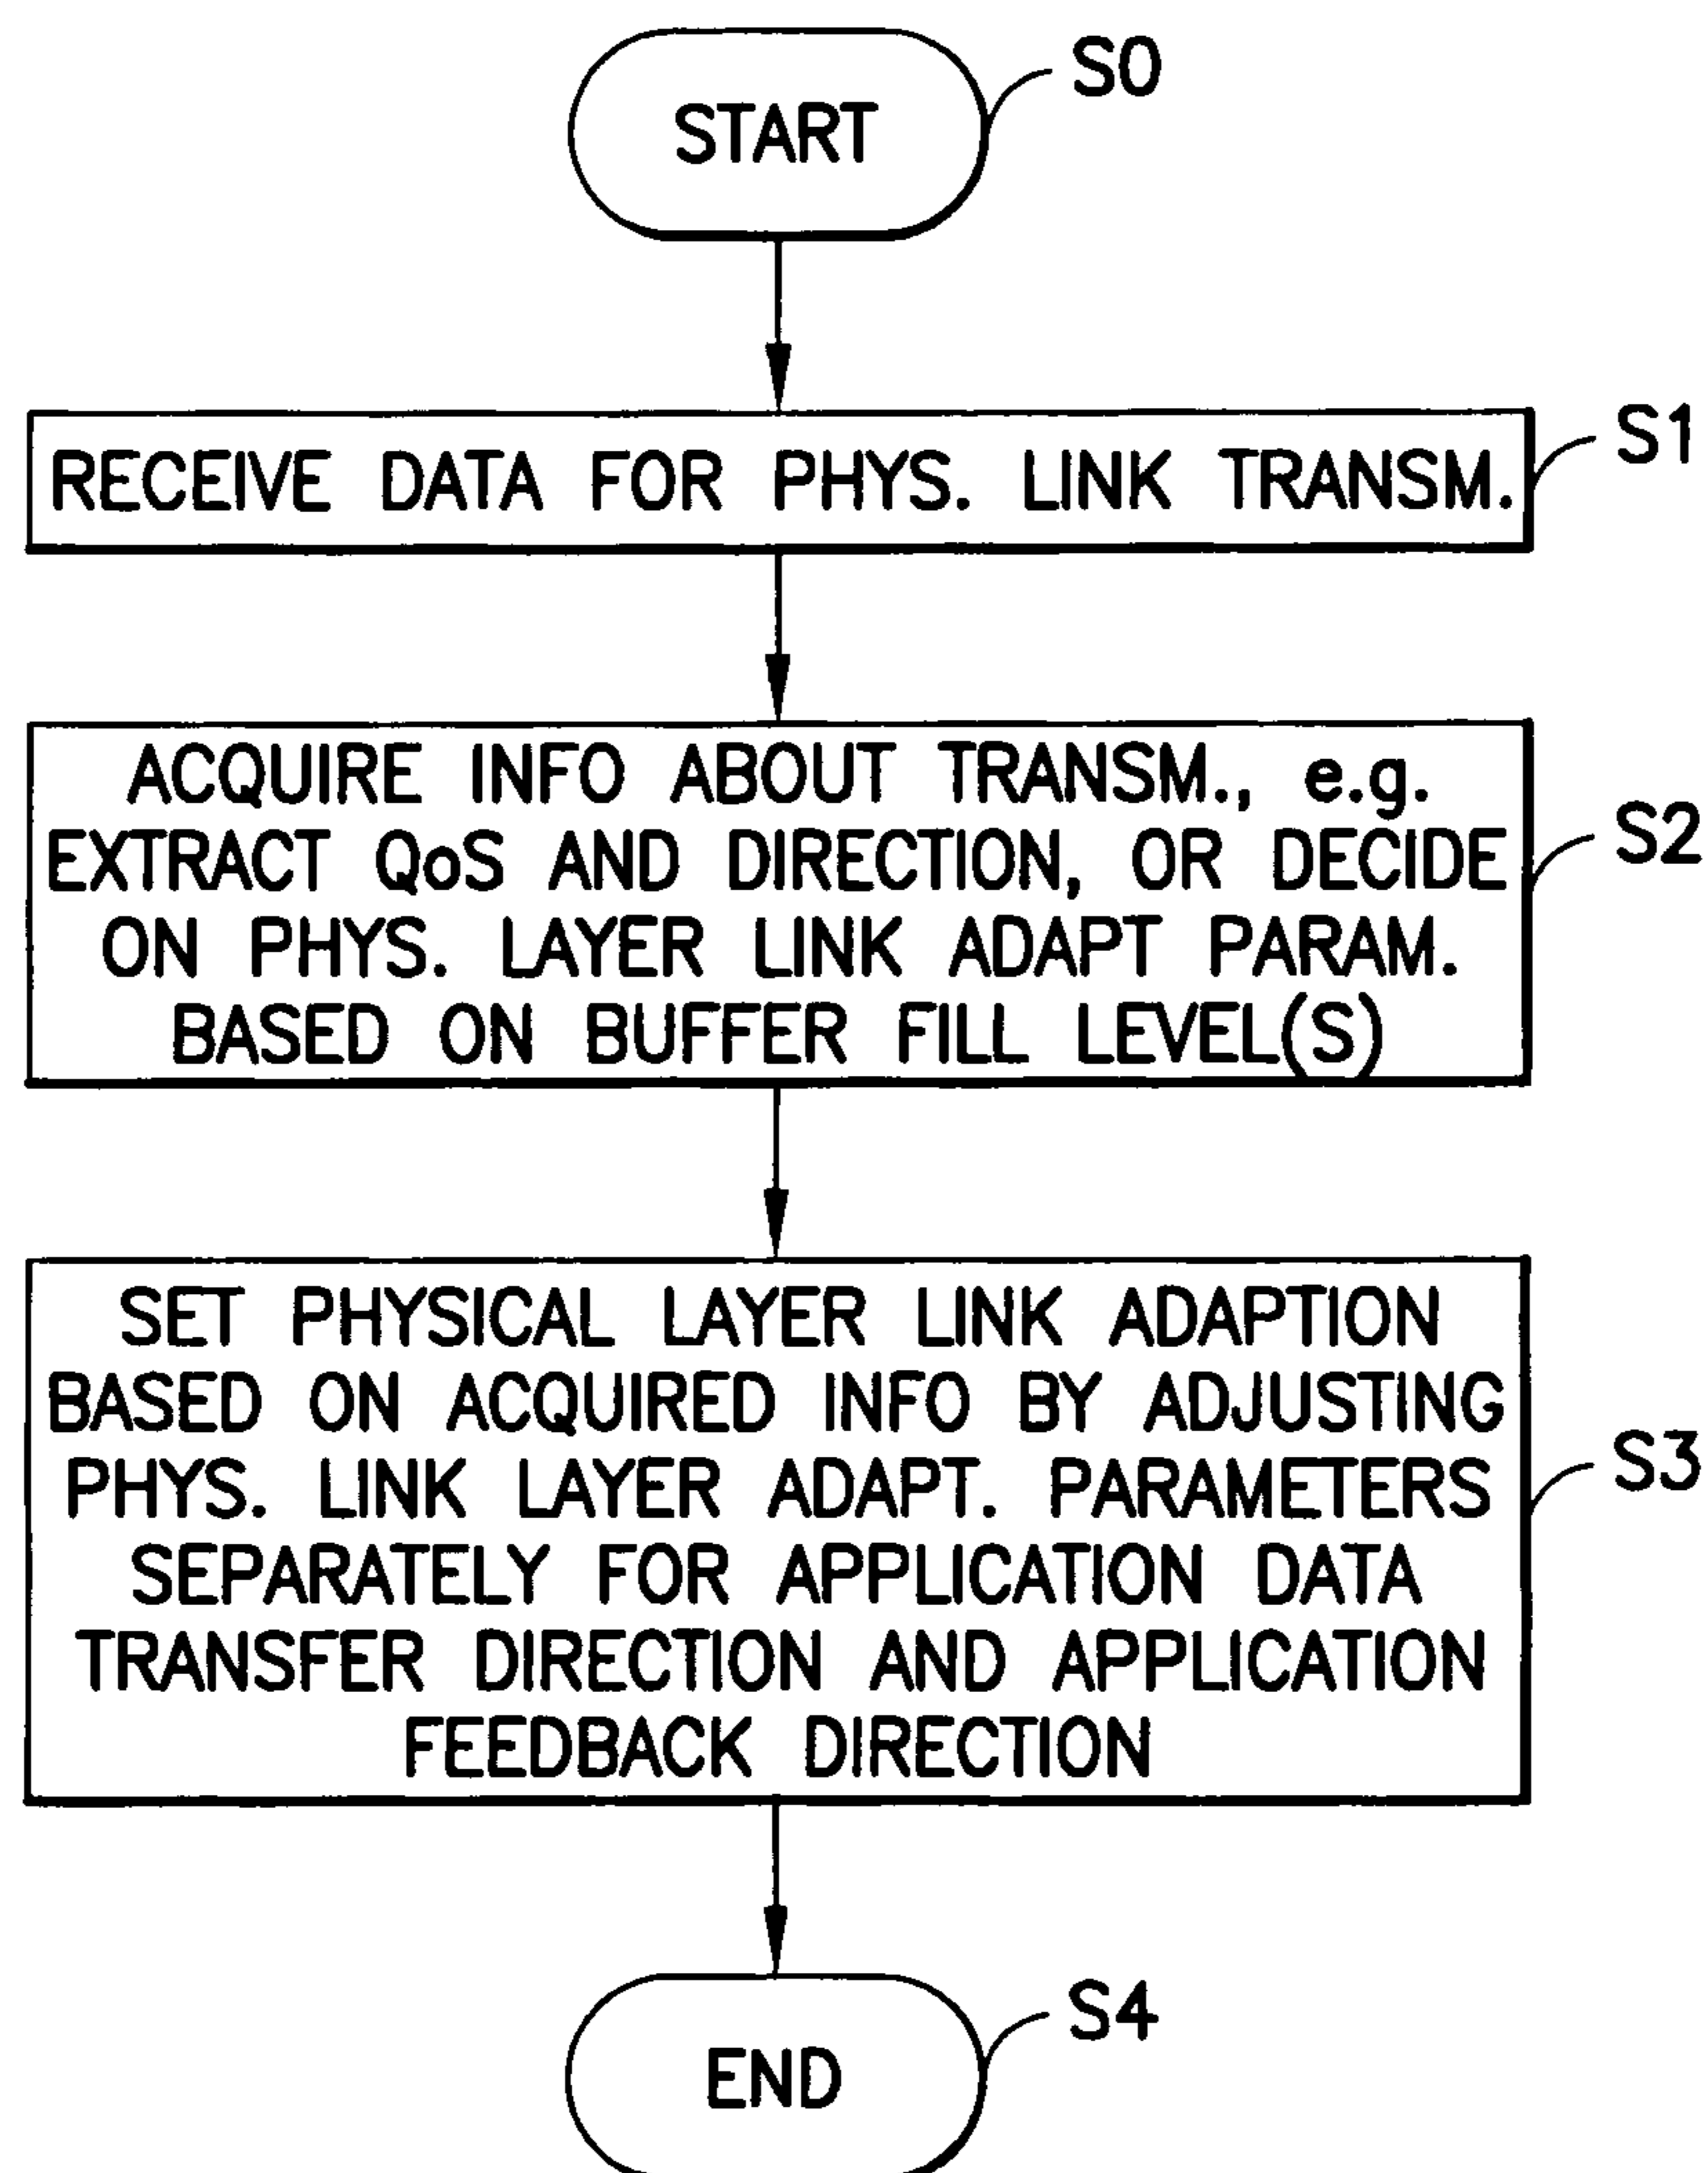 START
S0
RECEIVE DATA FOR PHYS. LINK TRANSM.
S1
ACQUIRE INFO ABOUT TRANSM., e.g.
EXTRACT QoS AND DIRECTION, OR DECIDE
ON PHYS. LAYER LINK ADAPT PARAM.
BASED ON BUFFER FILL LEVEL(S)
S2
SET PHYSICAL LAYER LINK ADAPTION
BASED ON ACQUIRED INFO BY ADJUSTING
PHYS. LINK LAYER ADAPT. PARAMETERS
SEPARATELY FOR APPLICATION DATA
TRANSFER DIRECTION AND APPLICATION
FEEDBACK DIRECTION
S3
END
S4